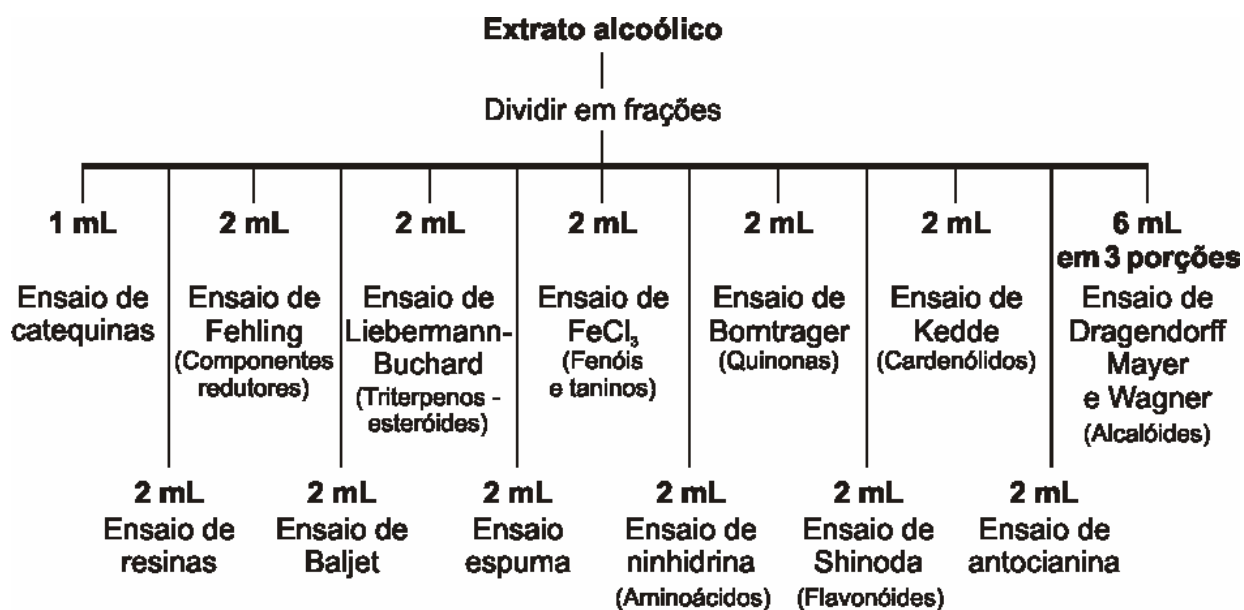 Extrato alcoólico
Dividir em frações
1 mL
Ensaio de
catequinas
2 mL
Ensaio de
Fehling
(Componentes
redutores)
2 mL
Ensaio de
Liebermann-
Buchard
(Triterpenos -
esteróides)
2 mL
Ensaio de
FeCl₃
(Fenóis
e taninos)
2 mL
Ensaio de
Borntrager
(Quinonas)
2 mL
Ensaio de
Kedde
(Cardenólidos)
6 mL
em 3 porções
Ensaio de
Dragendorff
Mayer
e Wagner
(Alcalóides)
2 mL
Ensaio de
resinas
2 mL
Ensaio de
Baljet
2 mL
Ensaio
espuma
2 mL
Ensaio de
ninhidrina
(Aminoácidos)
2 mL
Ensaio de
Shinoda
(Flavonóides)
2 mL
Ensaio de
antocianina